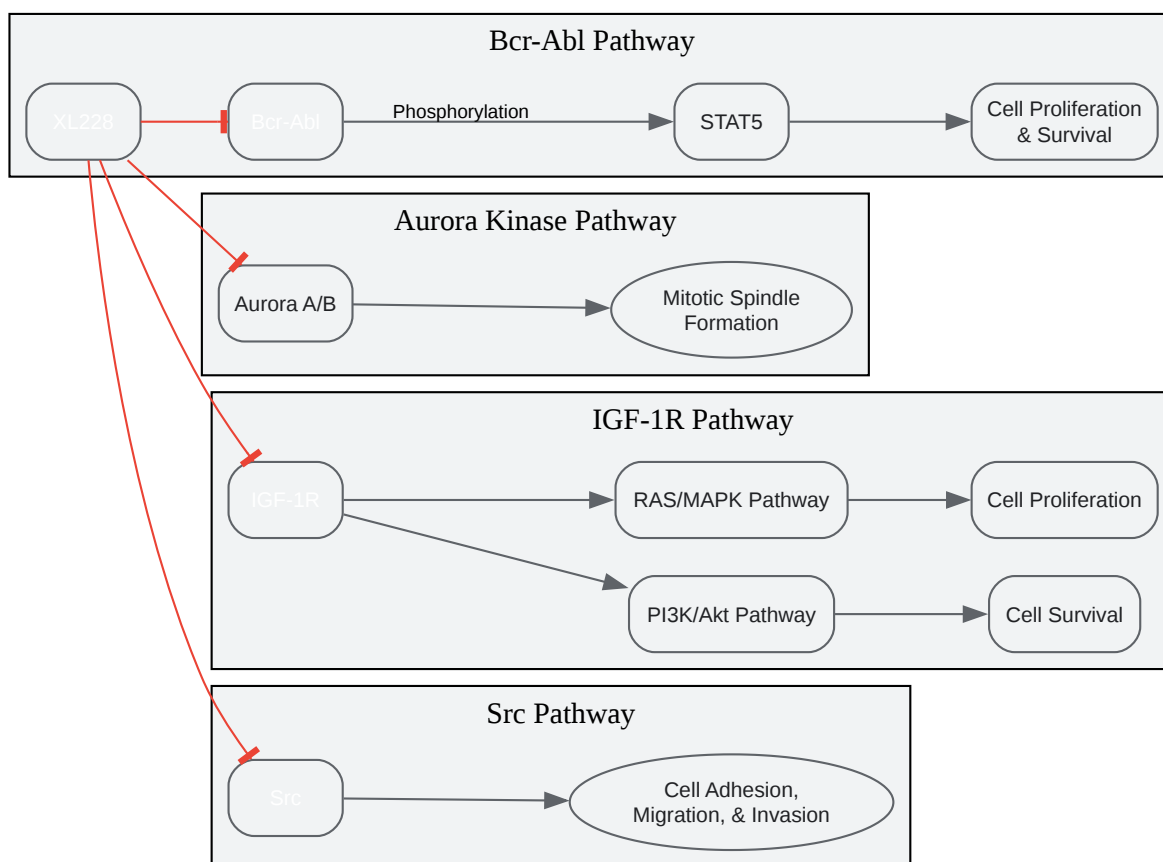 Bcr-Abl Pathway
XL228
Bcr-Abl
Phosphorylation
STAT5
Cell Proliferation
& Survival
Aurora Kinase Pathway
Aurora A/B
Mitotic Spindle
Formation
IGF-1R Pathway
IGF-1R
RAS/MAPK Pathway
Cell Proliferation
PI3K/Akt Pathway
Cell Survival
Src Pathway
Src
Cell Adhesion,
Migration, & Invasion